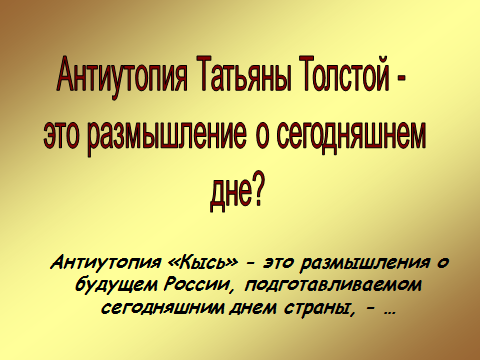 Антиутопия Татьяны Толстой -
это размышление о сегодняшнем
дне?
Антиутопия «Кысь» - это размышления о
будущем России, подготавливаемом
сегодняшним днем страны, - ...